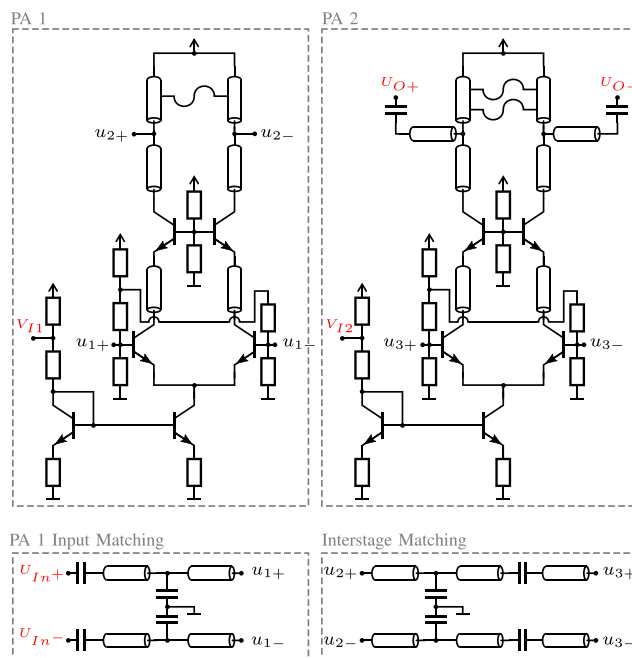 PA 1
PA 2
U_{O+}
U_{O-}
u_{2+}
u_{2-}
V_{I1}
u_{1+}
u_{1-}
V_{I2}
u_{3+}
u_{3-}
PA 1 Input Matching
Interstage Matching
U_{In+}
u_{1+}
u_{2+}
u_{3+}
U_{In-}
u_{1-}
u_{2-}
u_{3-}